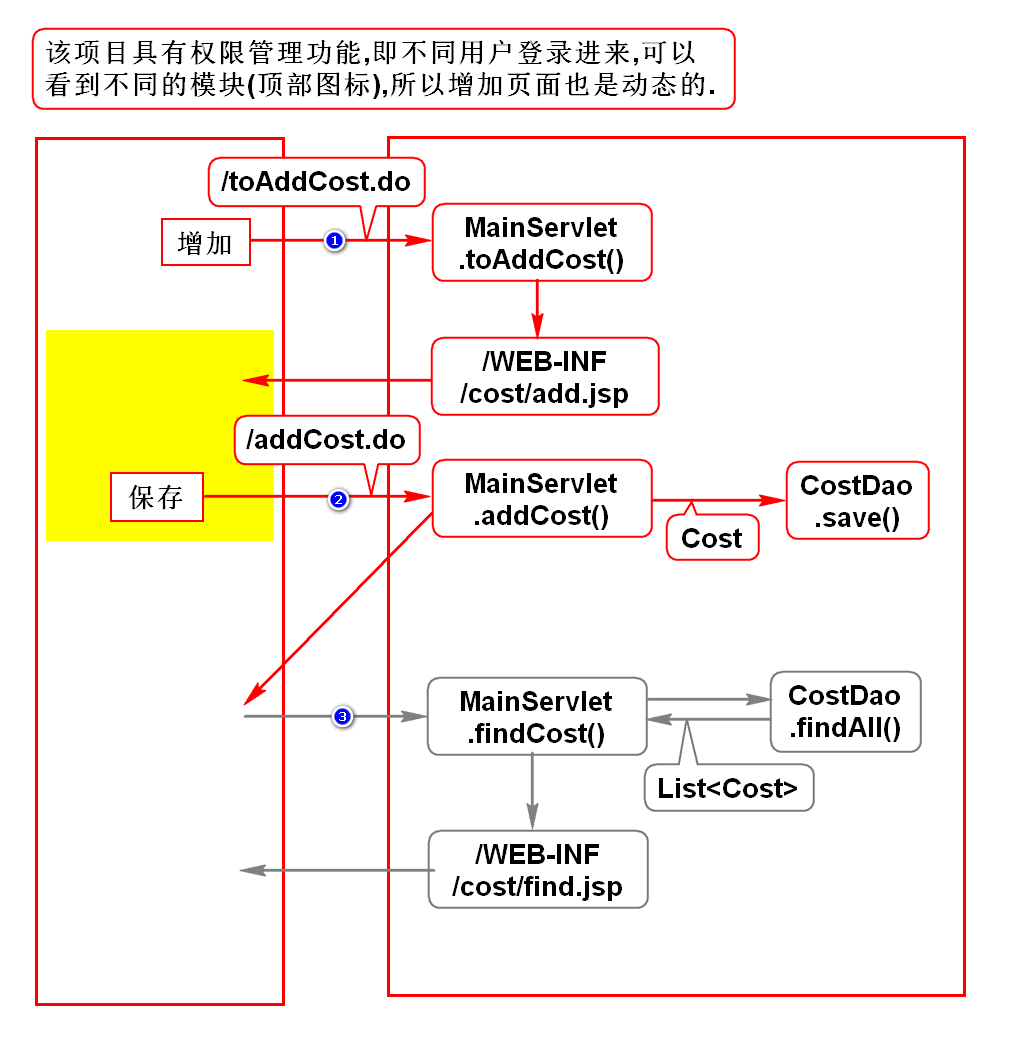 该项目具有权限管理功能,即不同用户登录进来,可以
看到不同的模块(顶部图标),所以增加页面也是动态的.
/toAddCost.do
增加
1
MainServlet
.toAddCost()
/WEB-INF
/cost/add.jsp
/addCost.do
保存
2
MainServlet
.addCost()
Cost
CostDao
.save()
3
MainServlet
.findCost()
CostDao
.findAll()
List<Cost>
/WEB-INF
/cost/find.jsp